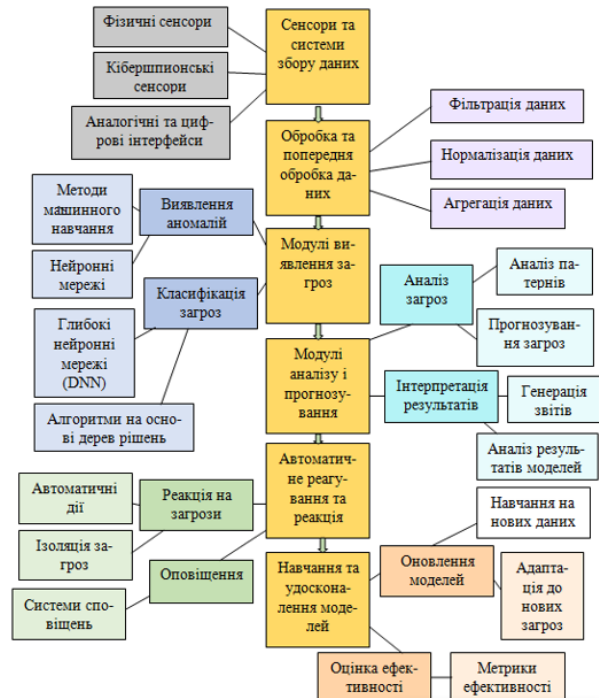 Фізичні сенсори
Кібершпионські
сенсори
Аналогічні та циф-
рові інтерфейси
Сенсори та
системи
збору даних
Обробка та
попередня
обробка да-
них
Фільтрація даних
Нормалізація даних
Агрегація даних
Методи
машинного
навчання
Нейронні
мережі
Виявлення
аномалій
Класифікація
загроз
Глибокі
нейронні
мережі
(DNN)
Алгоритми на осно-
ві дерев рішень
Модулі ви-
явлення за-
гроз
Модулі
аналізу і
прогнозу-
вання
Аналіз
загроз
Аналіз па-
тернів
Прогнозуван-
ня загроз
Інтерпретація
результатів
Генерація
звітів
Аналіз резуль-
татів моделей
Автоматич-
не реагу-
вання та
реакція
Автоматичні
дії
Ізоляція за-
гроз
Реакція на
загрози
Оповіщення
Системи спо-
віщень
Навчання та
удоскона-
лення моде-
лей
Оновлення
моделей
Навчання на
нових даних
Адапта-
ція до
нових
загроз
Оцінка ефек-
тивності
Метрики
ефективності